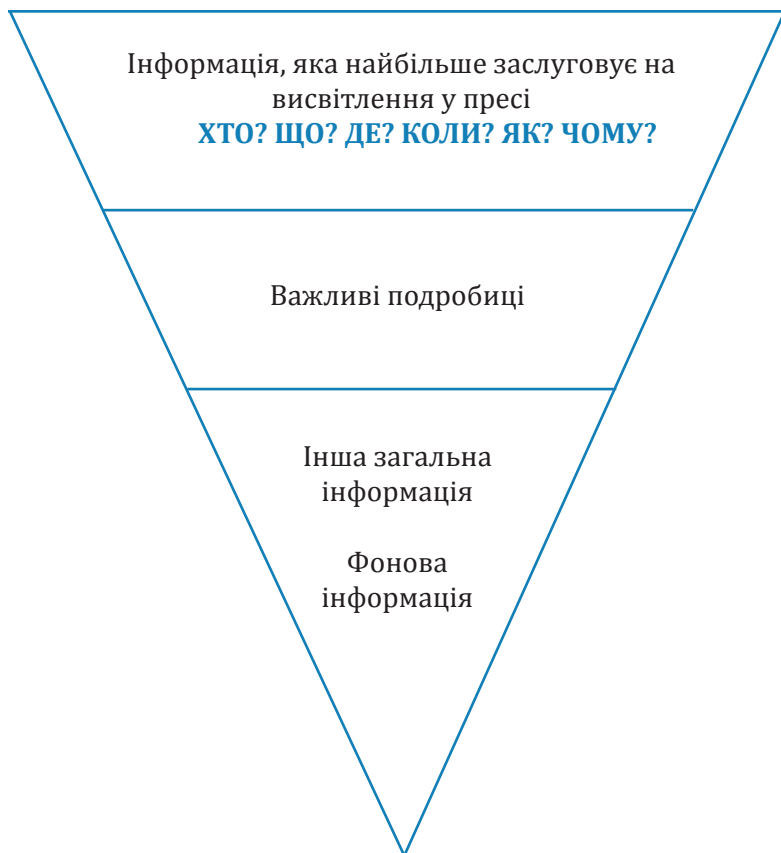 Інформація, яка найбільше заслуговує на
висвітлення у пресі
ХТО? ЩО? ДЕ? КОЛИ? ЯК? ЧОМУ?
Важливі подробиці
Інша загальна
інформація
Фонова
інформація